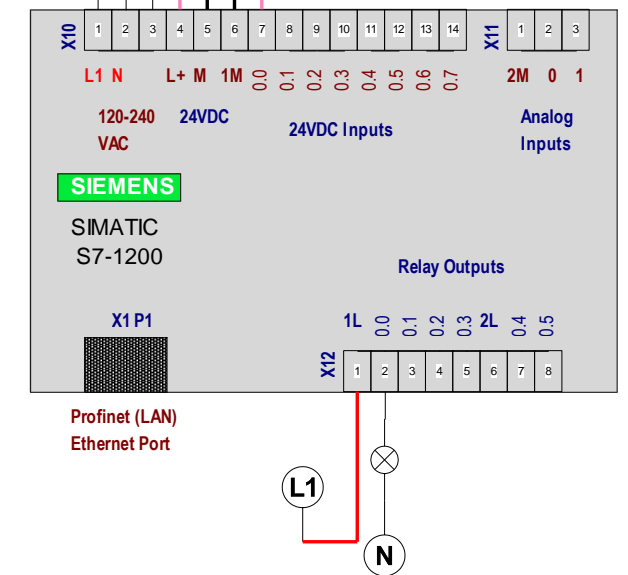 X10 1 2 3 4 5 6 7 8 9 10 11 12 13 14 X11 1 2 3
L1 N L+ M 1M 0.0 0.1 0.2 0.3 0.4 0.5 0.6 0.7 2M 0 1
120-240 24VDC 24VDC Inputs Analog
VAC Inputs
SIEMENS
SIMATIC
S7-1200
Relay Outputs
X1 P1 1L 0.0 0.1 0.2 0.3 2L 0.4 0.5
X12 1 2 3 4 5 6 7 8
Profinet (LAN)
Ethernet Port
L1
N